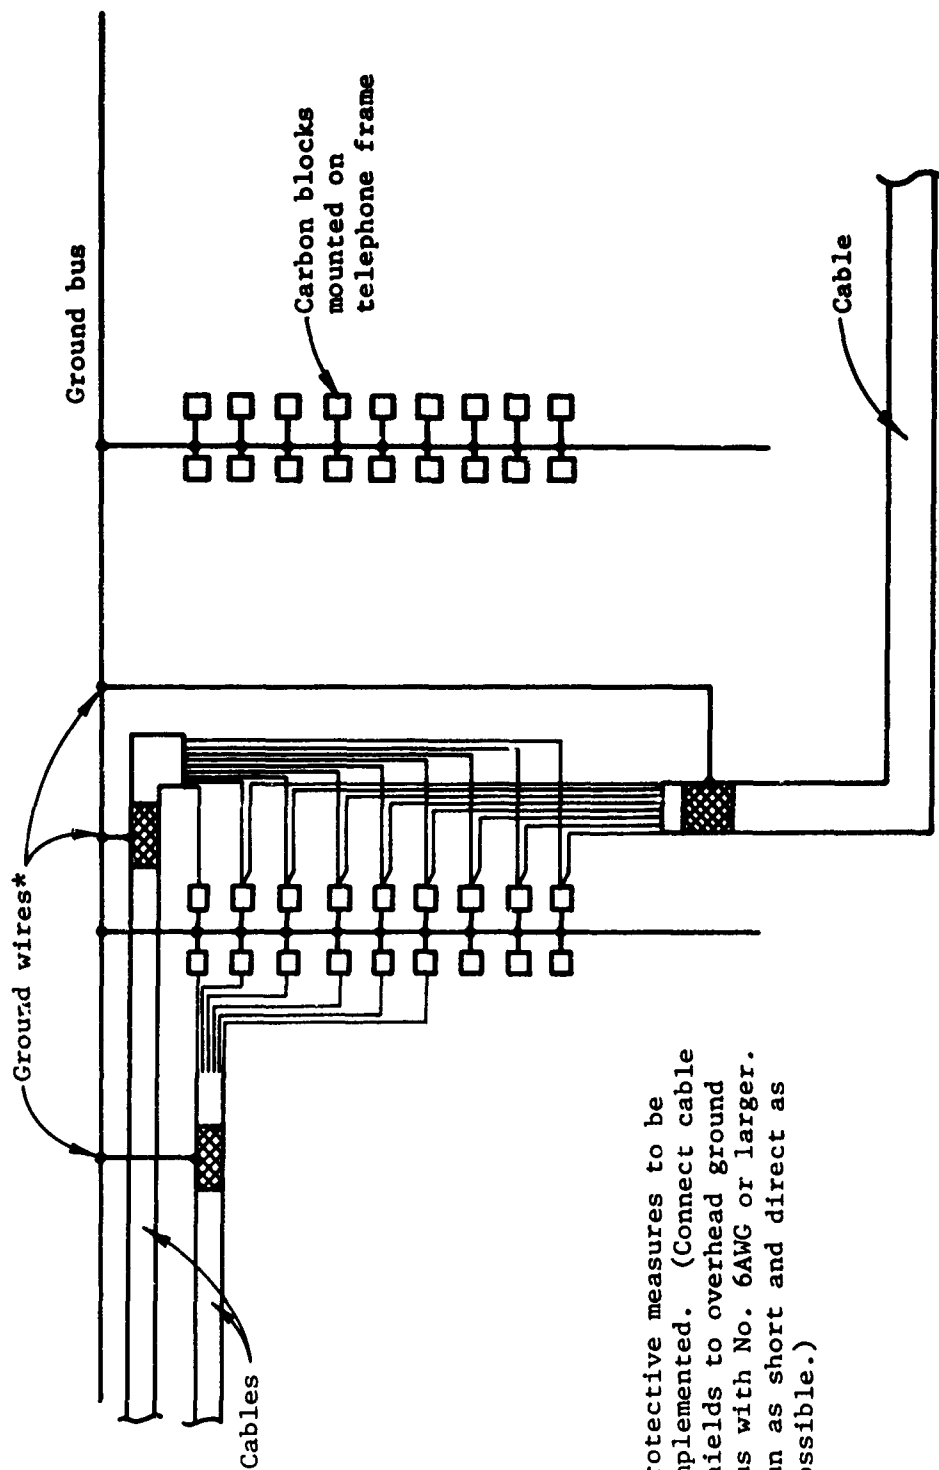 Ground wires*
Ground bus
Cables
Carbon blocks
mounted on
telephone frame
rotective measures to be
mplemented. (Connect cable
hields to overhead ground
us with No. 6AWG or larger.
un as short and direct as
ossible.)
Cable